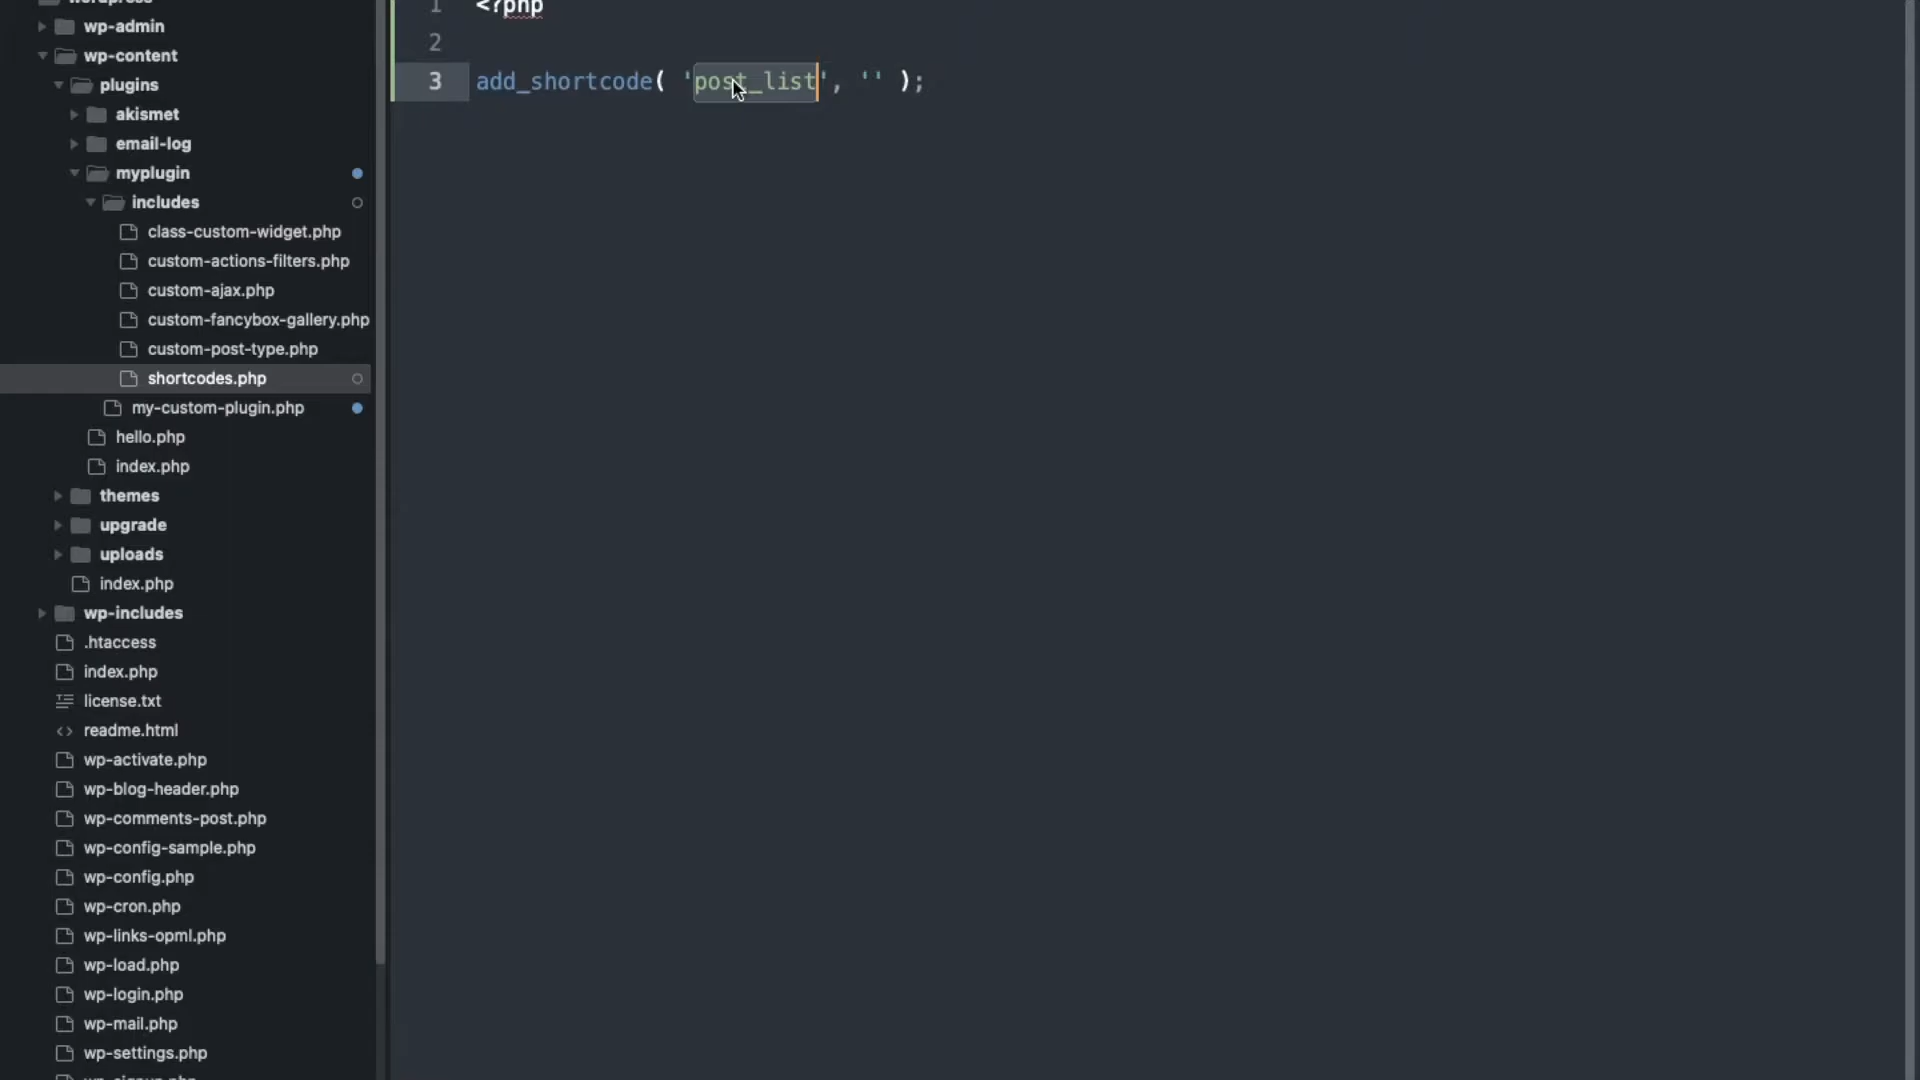 wordpress
wp-admin
wp-content
plugins
akismet
email-log
myplugin
includes
class-custom-widget.php
custom-actions-filters.php
custom-ajax.php
custom-fancybox-gallery.php
custom-post-type.php
shortcodes.php
my-custom-plugin.php
hello.php
index.php
themes
upgrade
uploads
index.php
wp-includes
.htaccess
index.php
license.txt
<> readme.html
wp-activate.php
wp-blog-header.php
wp-comments-post.php
wp-config-sample.php
wp-config.php
wp-cron.php
wp-links-opml.php
wp-load.php
wp-login.php
wp-mail.php
wp-settings.php
1 <?php
2
3 add_shortcode( 'post_list', '' );